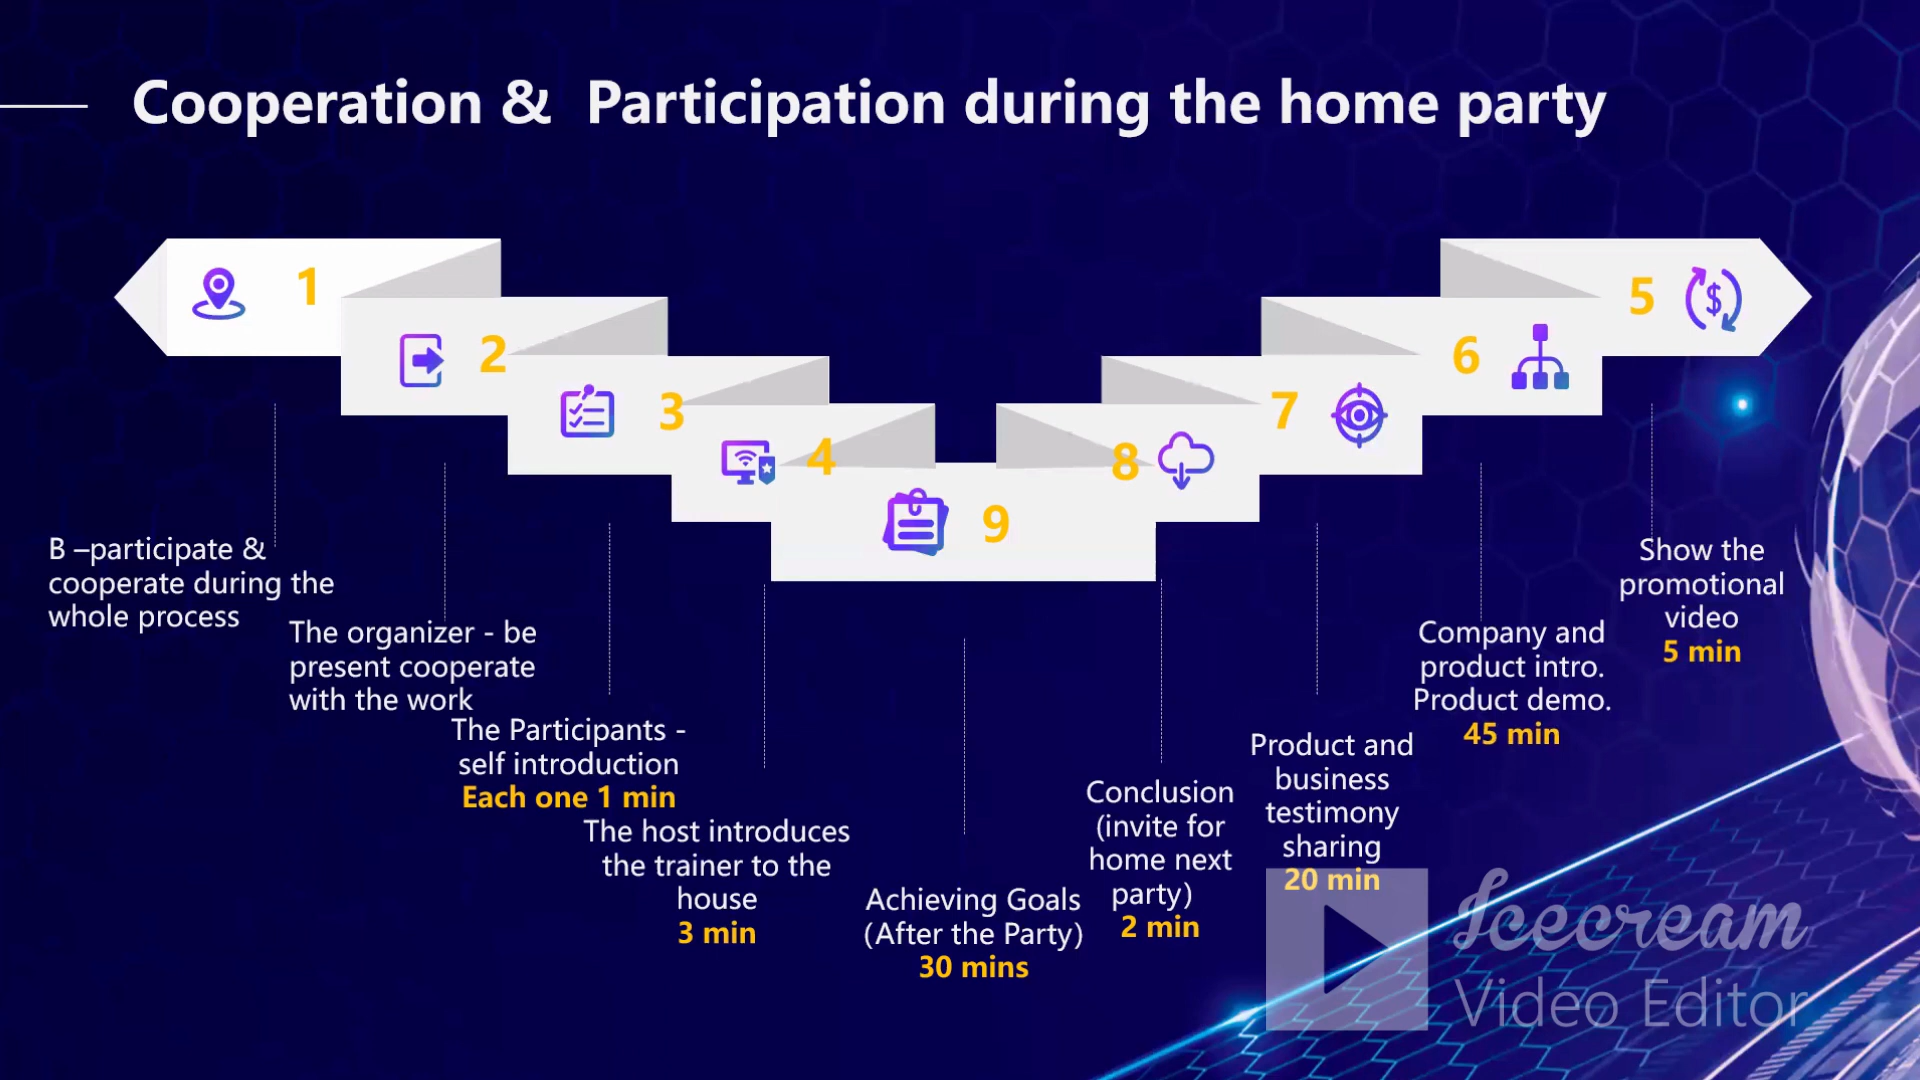 Cooperation & Participation during the home party
1
2
3
4
5
6
7
8
9
B –participate &
cooperate during the
whole process
The organizer - be
present cooperate
with the work
The Participants -
self introduction
Each one 1 min
The host introduces
the trainer to the
house
3 min
Show the
promotional
video
5 min
Company and
product intro.
Product demo.
45 min
Product and
business
testimony
sharing
20 min
Conclusion
(invite for
home next
party)
2 min
Achieving Goals
(After the Party)
30 mins
Icecream
Video Editor